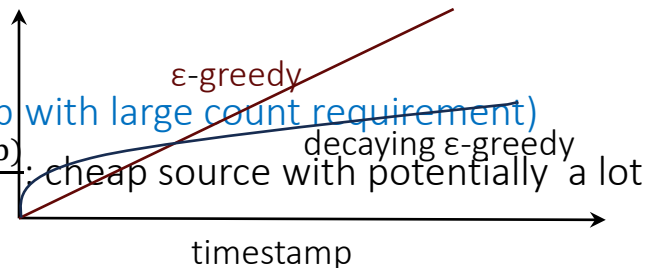 ε-greedy
p with large count requirement)
decaying ε-greedy
p) : cheap source with potentially a lot
timestamp